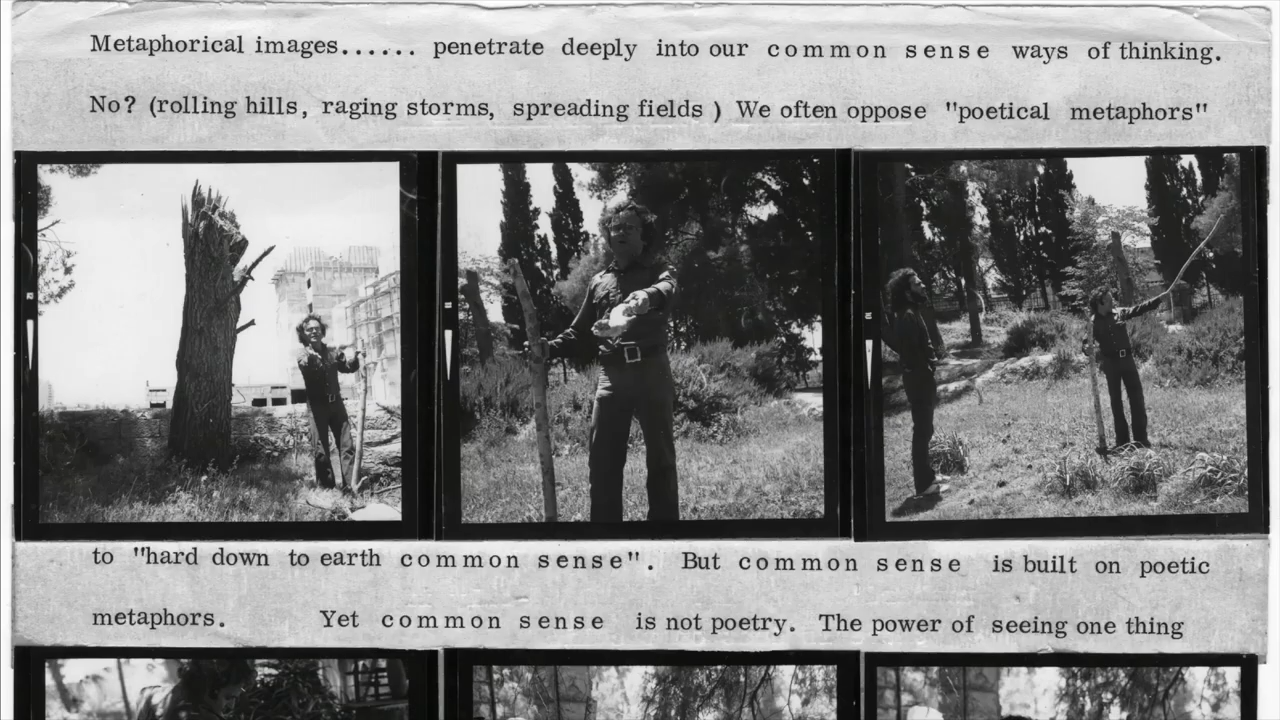 Metaphorical images...... penetrate deeply into our common sense ways of thinking.
No? (rolling hills, raging storms, spreading fields ) We often oppose "poetical metaphors"
to "hard down to earth common sense". But common sense is built on poetic
metaphors. Yet common sense is not poetry. The power of seeing one thing